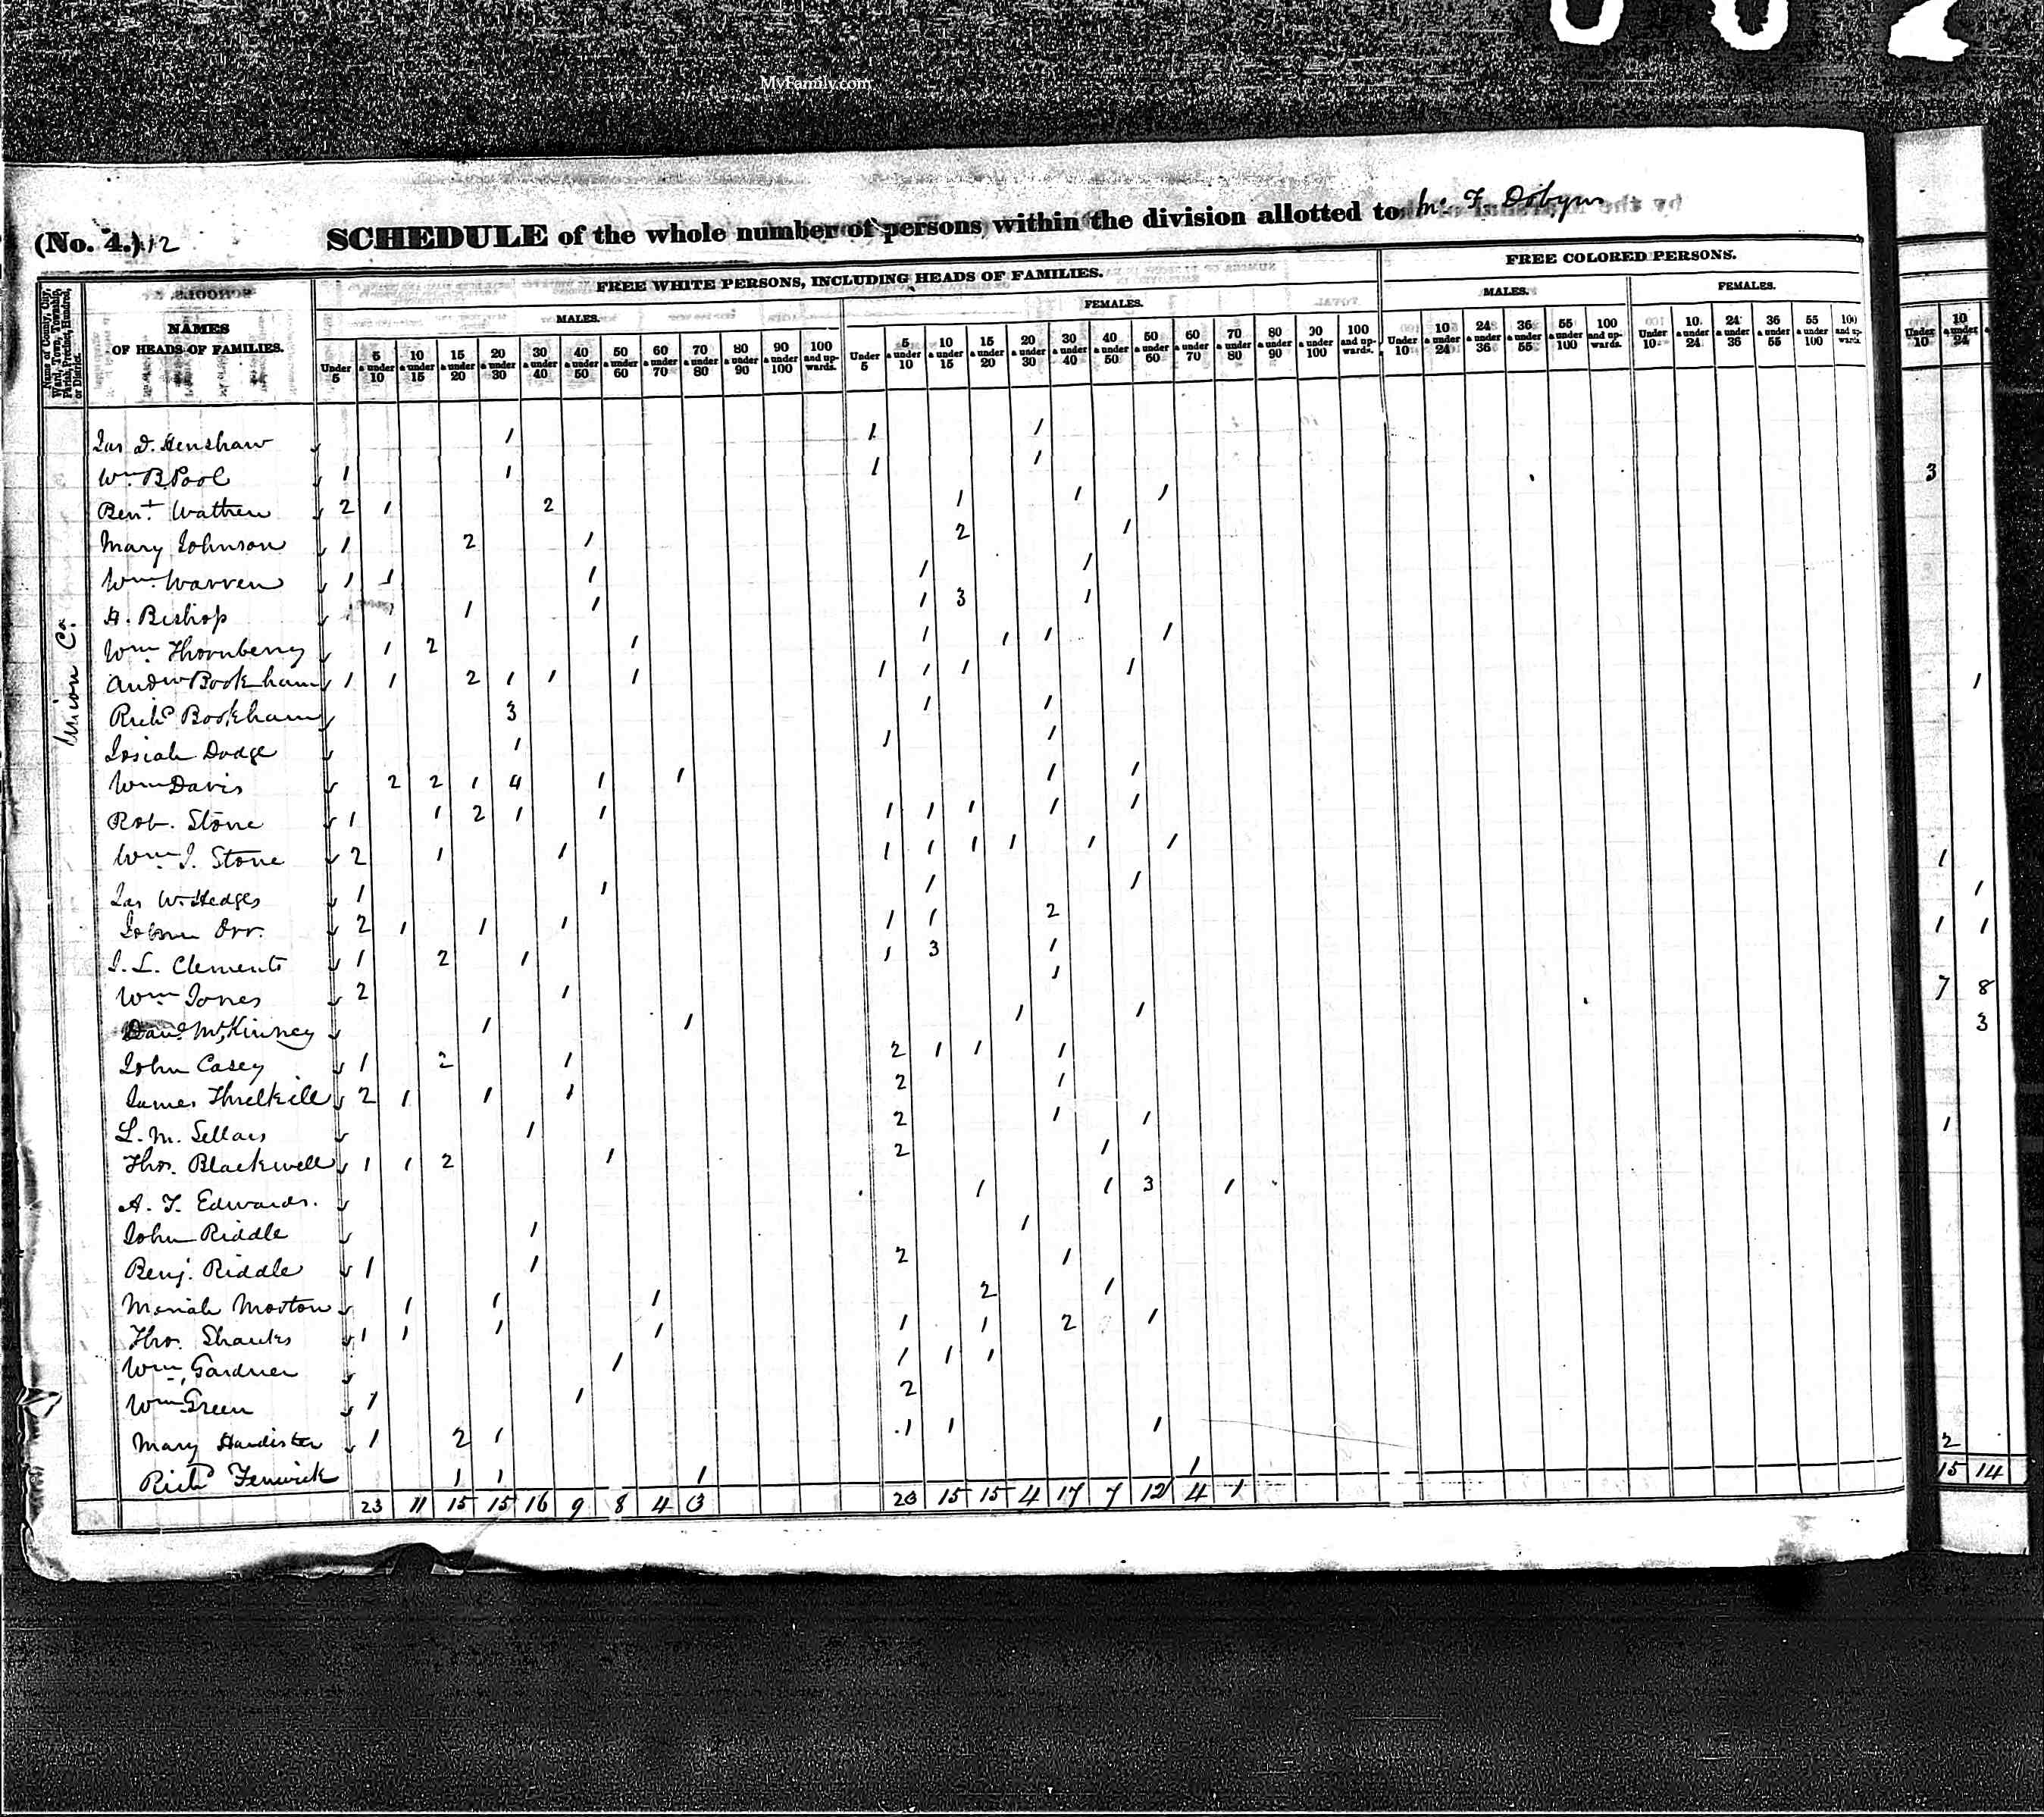 MyFamily.com
(No. 4.) 12 SCHEDULE of the whole number of persons within the division allotted to M. F. Dobyns
FREE WHITE PERSONS, INCLUDING HEADS OF FAMILIES. FREE COLORED PERSONS.
MALES. FEMALES. MALES. FEMALES.
Name of County, City, Ward, Town, Township, Parish, Precinct, Hundred, or District.
NAMES OF HEADS OF FAMILIES.
Under 5 5 & under 10 10 & under 15 15 & under 20 20 & under 30 30 & under 40 40 & under 50 50 & under 60 60 & under 70 70 & under 80 80 & under 90 90 & under 100 100 and upwards. Under 5 5 & under 10 10 & under 15 15 & under 20 20 & under 30 30 & under 40 40 & under 50 50 & under 60 60 & under 70 70 & under 80 80 & under 90 90 & under 100 100 and upwards. Under 10 10 & under 24 24 & under 36 36 & under 55 55 & under 100 100 and upwards. Under 10 10 & under 24 24 & under 36 36 & under 55 55 & under 100 100 and upwards. Under 10 10 & under 24
Union Co.
Jas D. Henshaw 1 1 1
Wm B. Pool 1 1 1 1 3
Bent Wathen 2 1 2 1 1 1
Mary Johnson 1 2 1 2 1
Wm Warren 1 1 1 1 1
H. Bishop 1 1 1 1 1 3 1
Wm Thornberry 1 2 1 1 1 1 1
Andw Bookham 1 1 2 1 1 1 1 1 1 1 1
Richd Bookham 3 1 1
Josiah Dodge 1 1 1
Wm Davis 2 2 1 4 1 1 1 1
Rob. Stone 1 1 2 1 1 1 1 1 1 1
Wm J. Stone 2 1 1 1 1 1 1 1 1 1
Jas W. Hedges 1 1 1 1 1
John Orr. 2 1 1 1 1 1 2 1 1
J. L. Clements 1 2 1 1 3 1
Wm Jones 2 1 1 7 8
Danl McKinney 1 1 1 1 3
John Casey 1 2 1 2 1 1 1
James Threlkeld 2 1 1 1 2 1
L. M. Sellars 1 2 1 1 1
Thos. Blackwell 1 1 2 1 2 1
A. T. Edwards. 1 1 3 1
John Riddle 1 1
Benj. Riddle 1 1 2 1
Moriah Morton 1 1 1 2 1
Tho. Shanks 1 1 1 1 1 1 2 1
Wm Gardner 1 1 1 1
Wm Green 1 1 2
Mary Hardister 1 2 1 1 1 1 2
Richd Fenwick 1 1 1 1
23 11 15 15 16 9 8 4 3 20 15 15 4 17 7 12 4 1 15 14